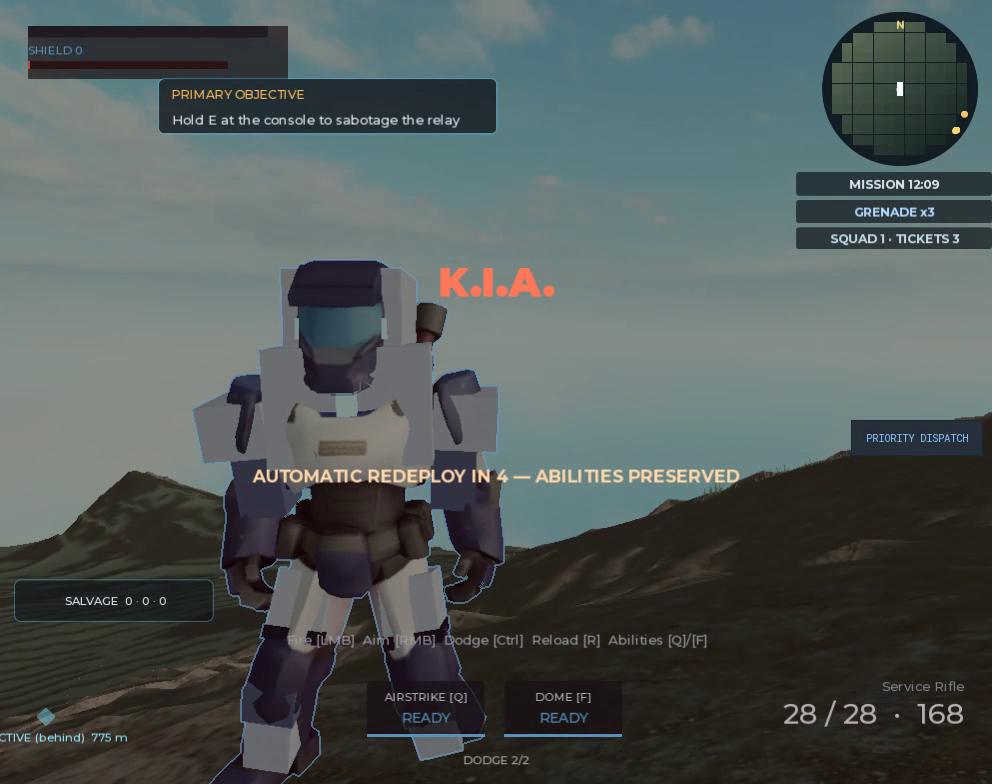 SHIELD 0
PRIMARY OBJECTIVE
Hold E at the console to sabotage the relay
N
MISSION 12:09
GRENADE x3
SQUAD 1 · TICKETS 3
K.I.A.
PRIORITY DISPATCH
AUTOMATIC REDEPLOY IN 4 — ABILITIES PRESERVED
SALVAGE 0 · 0 · 0
Fire [LMB] Aim [RMB] Dodge [Ctrl] Reload [R] Abilities [Q]/[F]
AIRSTRIKE [Q]
READY
DOME [F]
READY
Service Rifle
28 / 28 · 168
CTIVE (behind) 775 m
DODGE 2/2